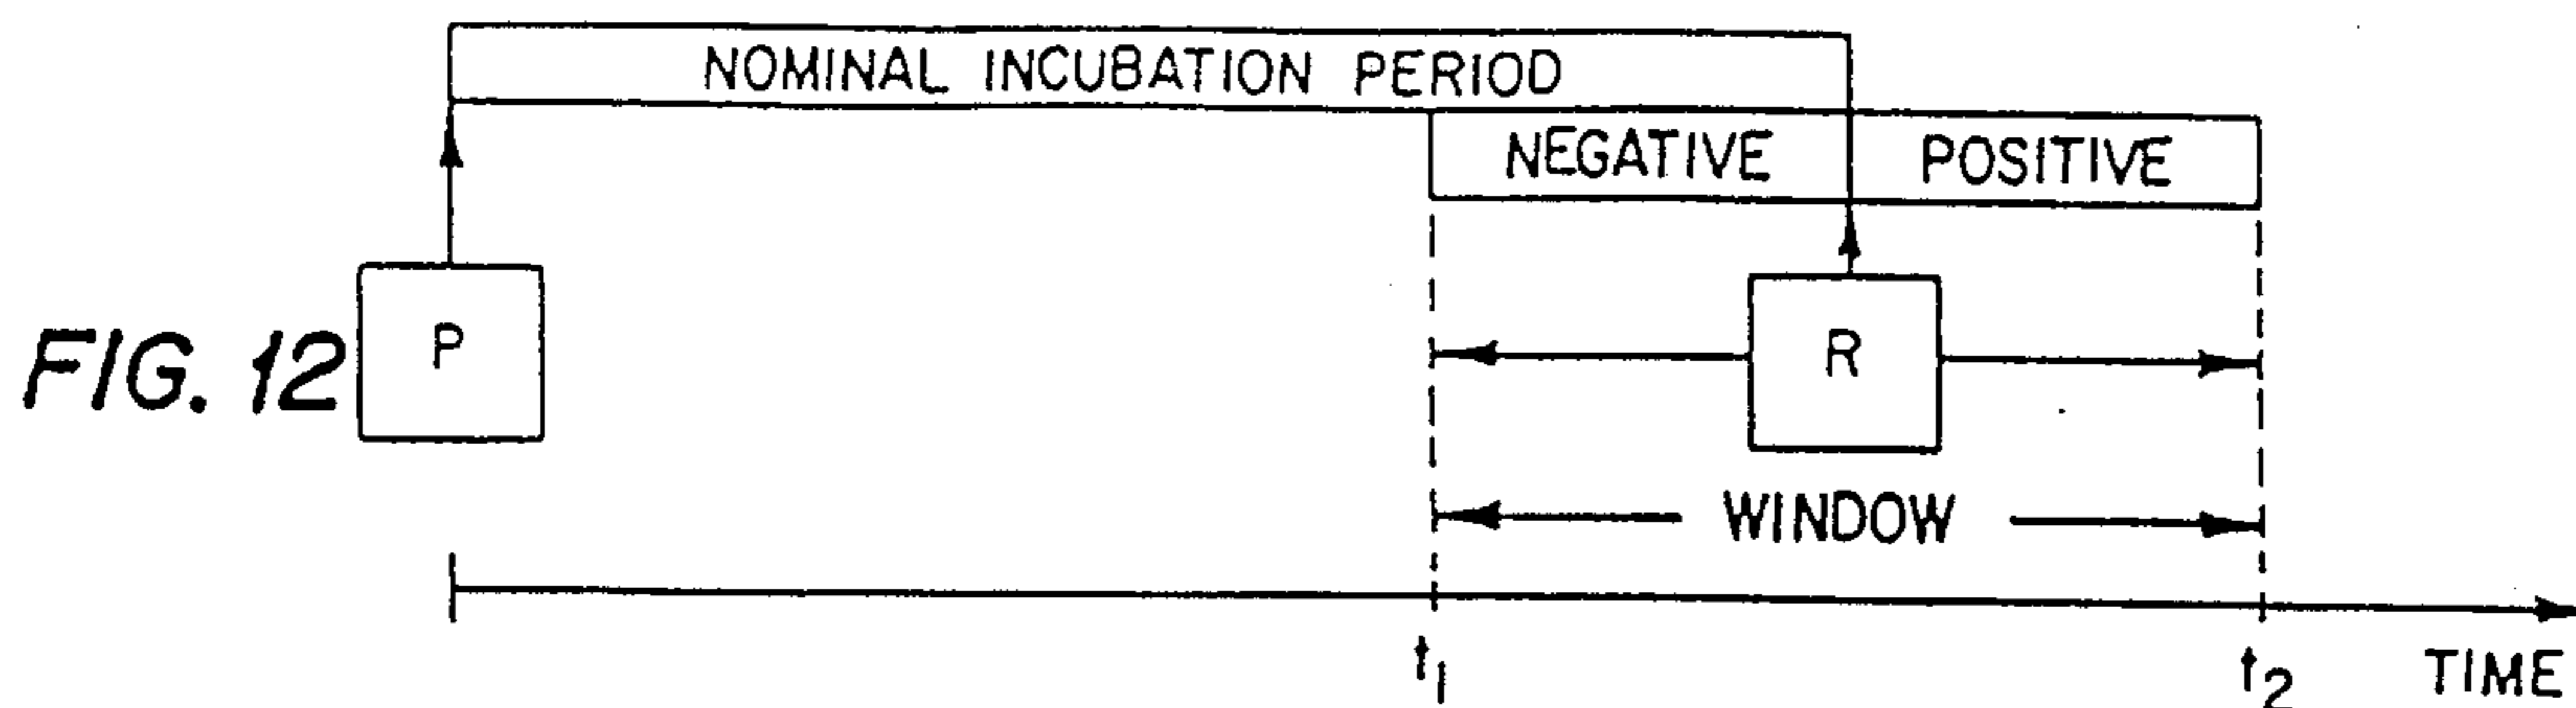 NOMINAL INCUBATION PERIOD
NEGATIVE POSITIVE
FIG. 12
P
R
WINDOW
t1 t2 TIME